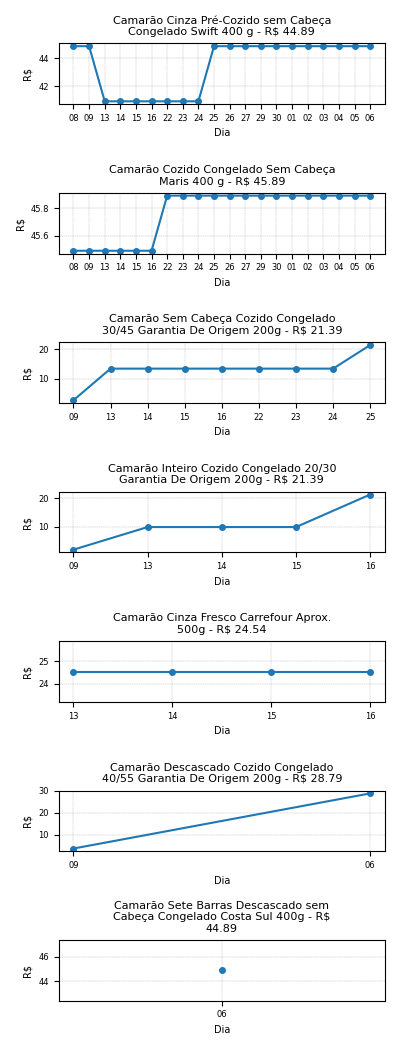 Camarão Cinza Pré-Cozido sem Cabeça
Congelado Swift 400 g - R$ 44.89
44
42
R$
08 09 13 14 15 16 22 23 24 25 26 27 29 30 01 02 03 04 05 06
Dia
Camarão Cozido Congelado Sem Cabeça
Maris 400 g - R$ 45.89
45.8
45.6
R$
08 09 13 14 15 16 22 23 24 25 26 27 29 30 01 02 03 04 05 06
Dia
Camarão Sem Cabeça Cozido Congelado
30/45 Garantia De Origem 200g - R$ 21.39
20
10
R$
09 13 14 15 16 22 23 24 25
Dia
Camarão Inteiro Cozido Congelado 20/30
Garantia De Origem 200g - R$ 21.39
20
10
R$
09 13 14 15 16
Dia
Camarão Cinza Fresco Carrefour Aprox.
500g - R$ 24.54
25
24
R$
13 14 15 16
Dia
Camarão Descascado Cozido Congelado
40/55 Garantia De Origem 200g - R$ 28.79
30
20
10
R$
09 06
Dia
Camarão Sete Barras Descascado sem
Cabeça Congelado Costa Sul 400g - R$
44.89
46
44
R$
06
Dia